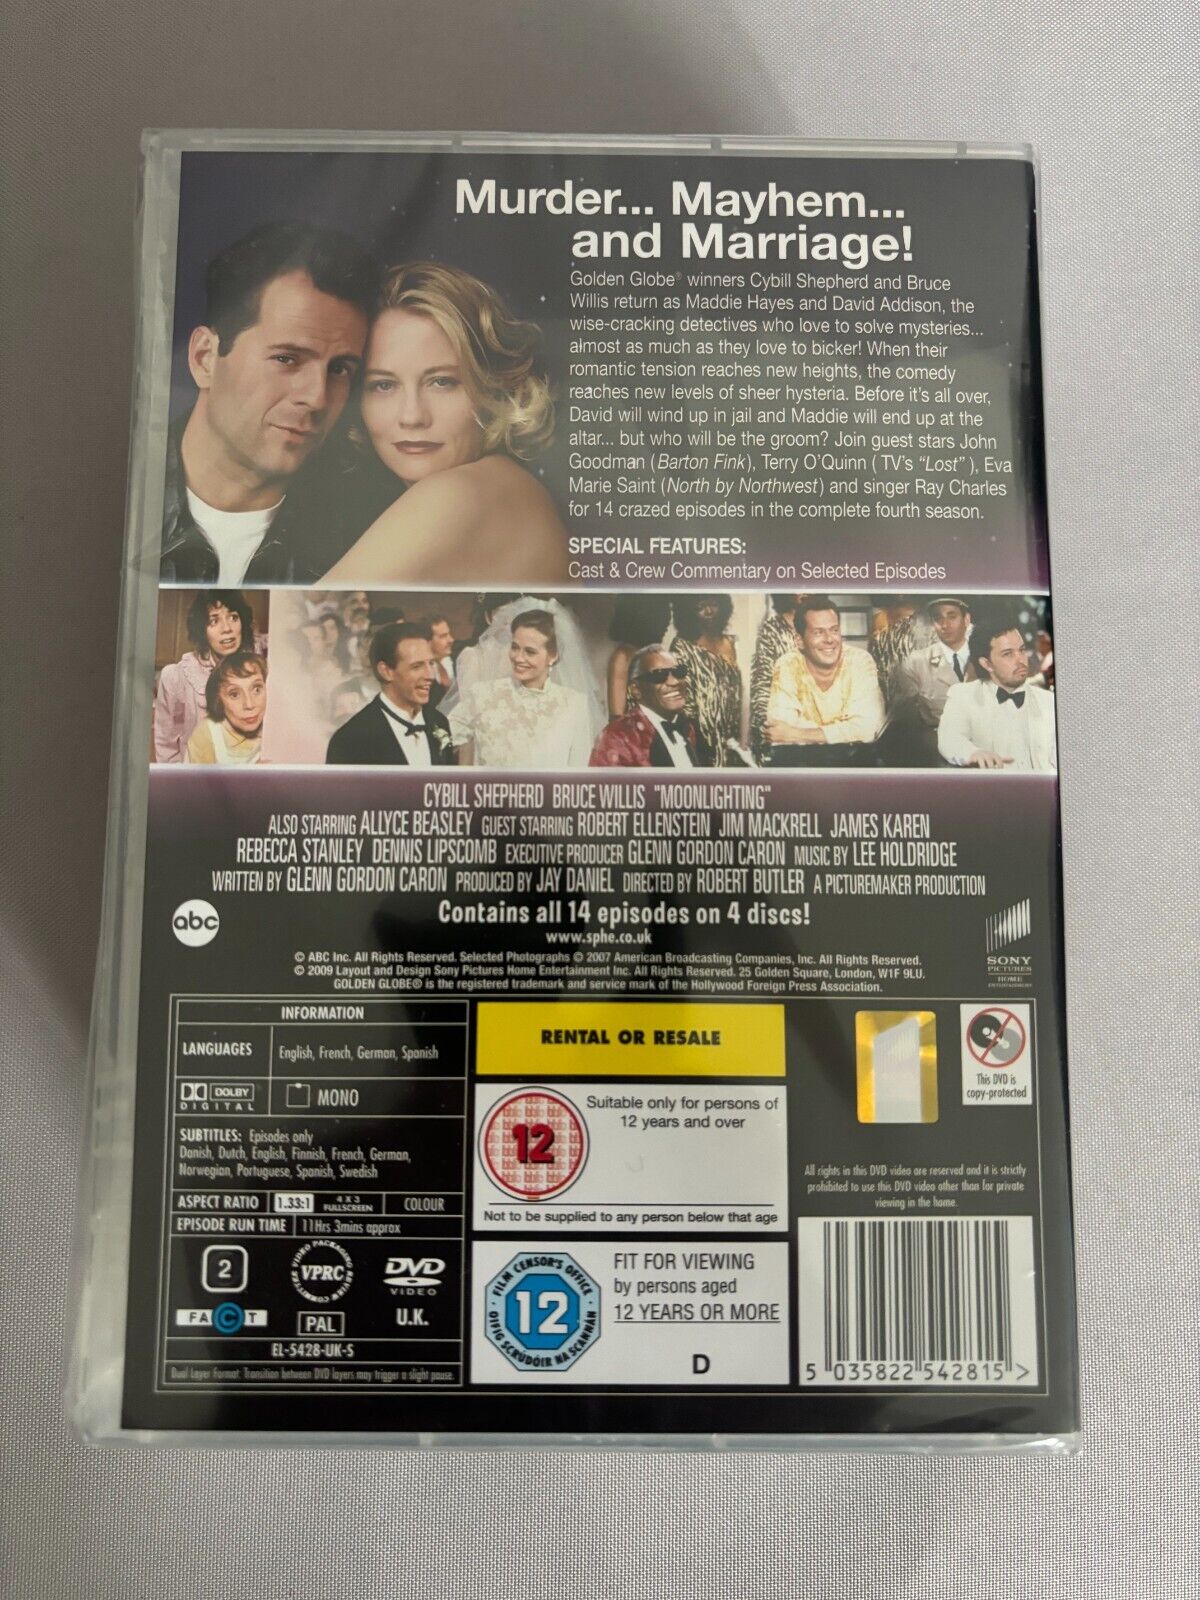 Murder... Mayhem...
and Marriage!
Golden Globe® winners Cybill Shepherd and Bruce
Willis return as Maddie Hayes and David Addison, the
wise-cracking detectives who love to solve mysteries...
almost as much as they love to bicker! When their
romantic tension reaches new heights, the comedy
reaches new levels of sheer hysteria. Before it's all over,
David will wind up in jail and Maddie will end up at the
altar... but who will be the groom? Join guest stars John
Goodman (Barton Fink), Terry O'Quinn ( TV's "Lost" ), Eva
Marie Saint (North by Northwest) and singer Ray Charles
for 14 crazed episodes in the complete fourth season.
SPECIAL FEATURES:
Cast & Crew Commentary on Selected Episodes
CYBILL SHEPHERD BRUCE WILLIS "MOONLIGHTING"
ALSO STARRING ALLYCE BEASLEY GUEST STARRING ROBERT ELLENSTEIN JIM MACKRELL JAMES KAREN
REBECCA STANLEY DENNIS LIPSCOMB EXECUTIVE PRODUCER GLENN GORDON CARON MUSIC BY LEE HOLDRIDGE
WRITTEN BY GLENN GORDON CARON PRODUCED BY JAY DANIEL DIRECTED BY ROBERT BUTLER A PICTUREMAKER PRODUCTION
abc
Contains all 14 episodes on 4 discs!
www.sphe.co.uk
SONY
PICTURES
HOME
ENTERTAINMENT
© ABC Inc. All Rights Reserved. Selected Photographs © 2007 American Broadcasting Companies, Inc. All Rights Reserved.
© 2009 Layout and Design Sony Pictures Home Entertainment Inc. All Rights Reserved. 25 Golden Square, London, W1F 9LU.
GOLDEN GLOBE® is the registered trademark and service mark of the Hollywood Foreign Press Association.
INFORMATION
LANGUAGES English, French, German, Spanish
DOLBY
DIGITAL
MONO
SUBTITLES: Episodes only
Danish, Dutch, English, Finnish, French, German,
Norwegian, Portuguese, Spanish, Swedish
ASPECT RATIO 1.33:1 4 X 3 FULLSCREEN COLOUR
EPISODE RUN TIME 11Hrs 3mins approx
2
VIDEO PACKAGING REVIEW COMMITTEE
VPRC
DVD
VIDEO
FACT
PAL
U.K.
EL-5428-UK-S
Dual Layer Format: Transition between DVD layers may trigger a slight pause.
RENTAL OR RESALE
12
Suitable only for persons of
12 years and over
Not to be supplied to any person below that age
FILM CENSOR'S OFFICE
12
OIFIG SCRÚDÓIR NA SCANNÁN
FIT FOR VIEWING
by persons aged
12 YEARS OR MORE
D
This DVD is
copy-protected
All rights in this DVD video are reserved and it is strictly
prohibited to use this DVD video other than for private
viewing in the home.
5 035822 542815 >